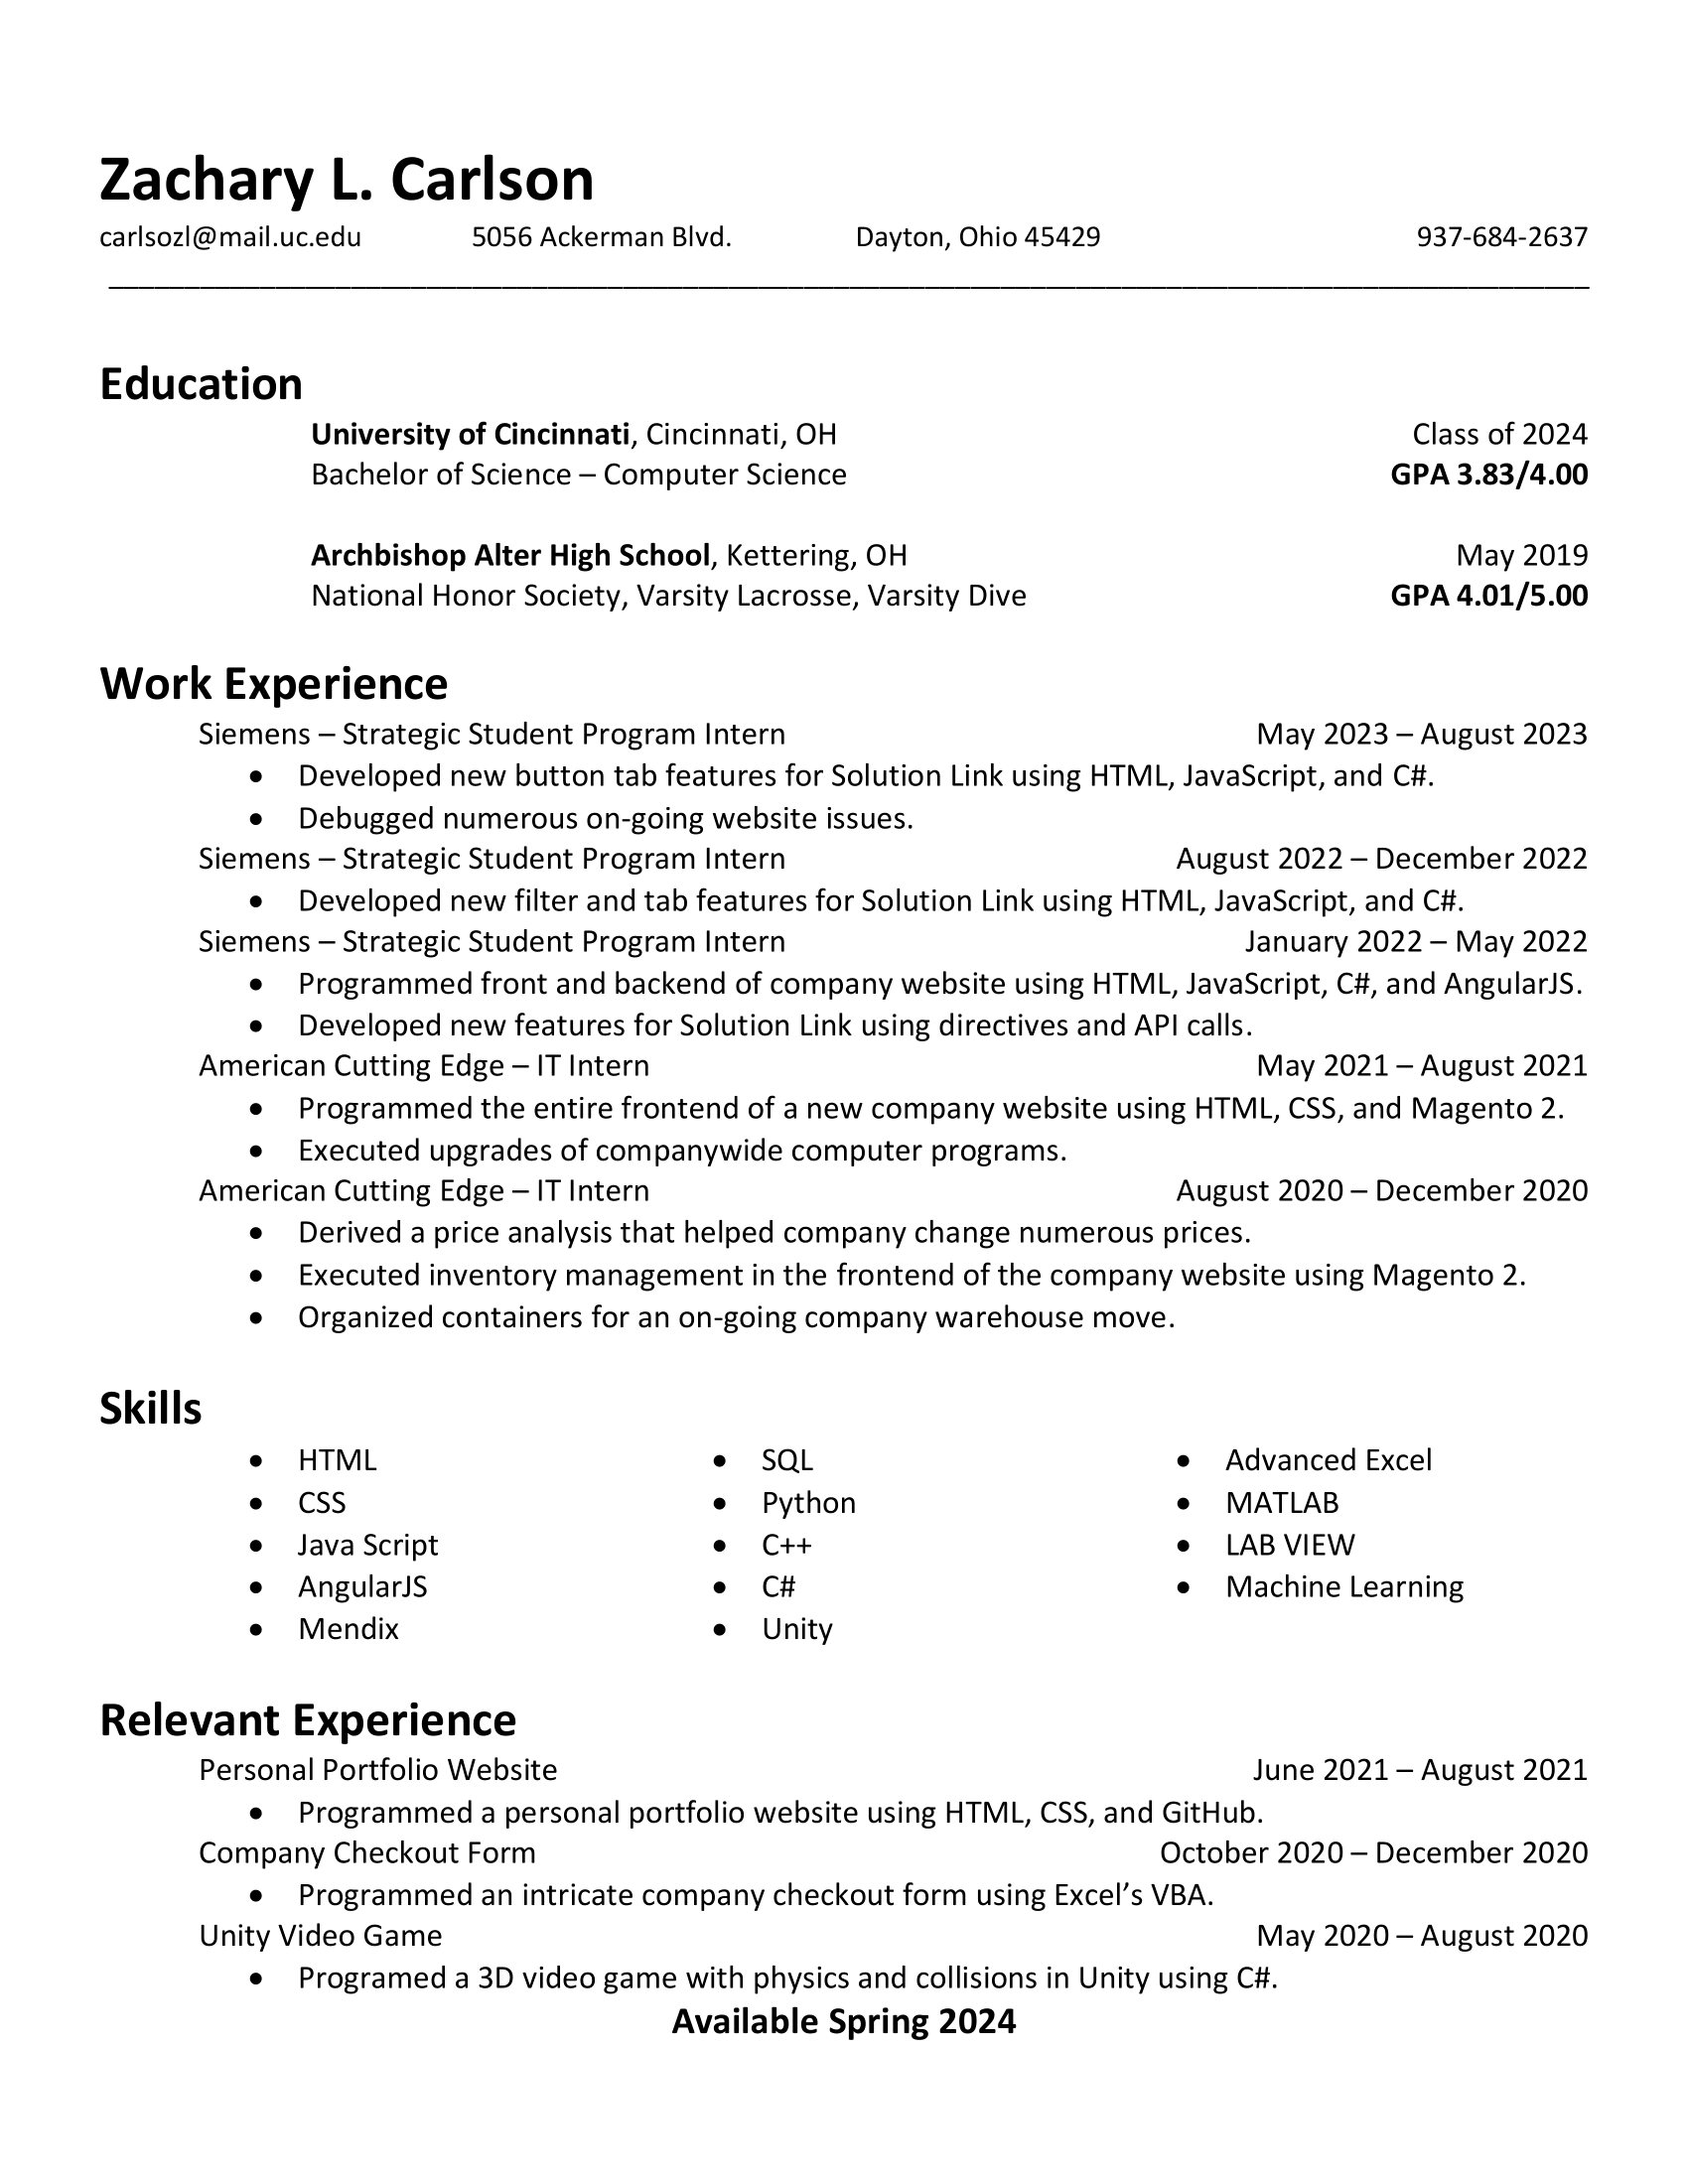 Zachary L. Carlson
carlsozl@mail.uc.edu 5056 Ackerman Blvd. Dayton, Ohio 45429 937-684-2637
Education
University of Cincinnati, Cincinnati, OH Class of 2024
Bachelor of Science – Computer Science GPA 3.83/4.00
Archbishop Alter High School, Kettering, OH May 2019
National Honor Society, Varsity Lacrosse, Varsity Dive GPA 4.01/5.00
Work Experience
Siemens – Strategic Student Program Intern May 2023 – August 2023
• Developed new button tab features for Solution Link using HTML, JavaScript, and C#.
• Debugged numerous on-going website issues.
Siemens – Strategic Student Program Intern August 2022 – December 2022
• Developed new filter and tab features for Solution Link using HTML, JavaScript, and C#.
Siemens – Strategic Student Program Intern January 2022 – May 2022
• Programmed front and backend of company website using HTML, JavaScript, C#, and AngularJS.
• Developed new features for Solution Link using directives and API calls.
American Cutting Edge – IT Intern May 2021 – August 2021
• Programmed the entire frontend of a new company website using HTML, CSS, and Magento 2.
• Executed upgrades of companywide computer programs.
American Cutting Edge – IT Intern August 2020 – December 2020
• Derived a price analysis that helped company change numerous prices.
• Executed inventory management in the frontend of the company website using Magento 2.
• Organized containers for an on-going company warehouse move.
Skills
• HTML
• CSS
• Java Script
• AngularJS
• Mendix
• SQL
• Python
• C++
• C#
• Unity
• Advanced Excel
• MATLAB
• LAB VIEW
• Machine Learning
Relevant Experience
Personal Portfolio Website June 2021 – August 2021
• Programmed a personal portfolio website using HTML, CSS, and GitHub.
Company Checkout Form October 2020 – December 2020
• Programmed an intricate company checkout form using Excel’s VBA.
Unity Video Game May 2020 – August 2020
• Programed a 3D video game with physics and collisions in Unity using C#.
Available Spring 2024